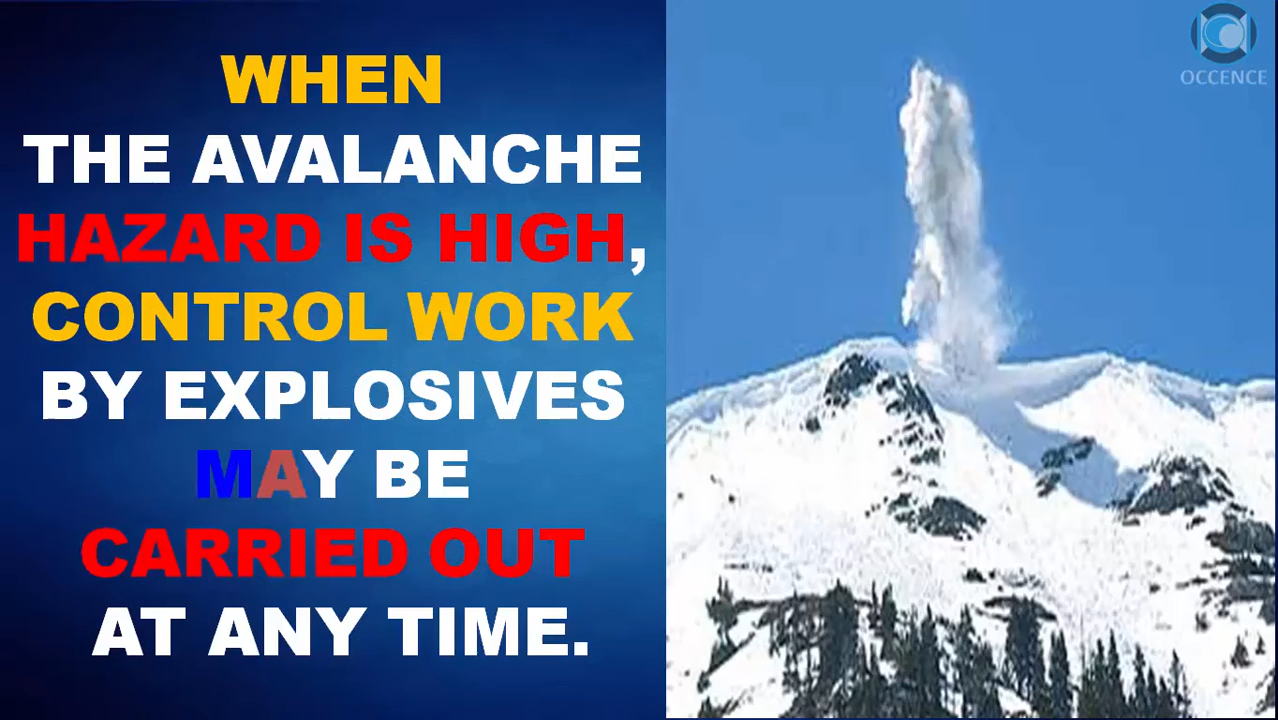 WHEN
THE AVALANCHE
HAZARD IS HIGH,
CONTROL WORK
BY EXPLOSIVES
MAY BE
CARRIED OUT
AT ANY TIME.
OCCENCE